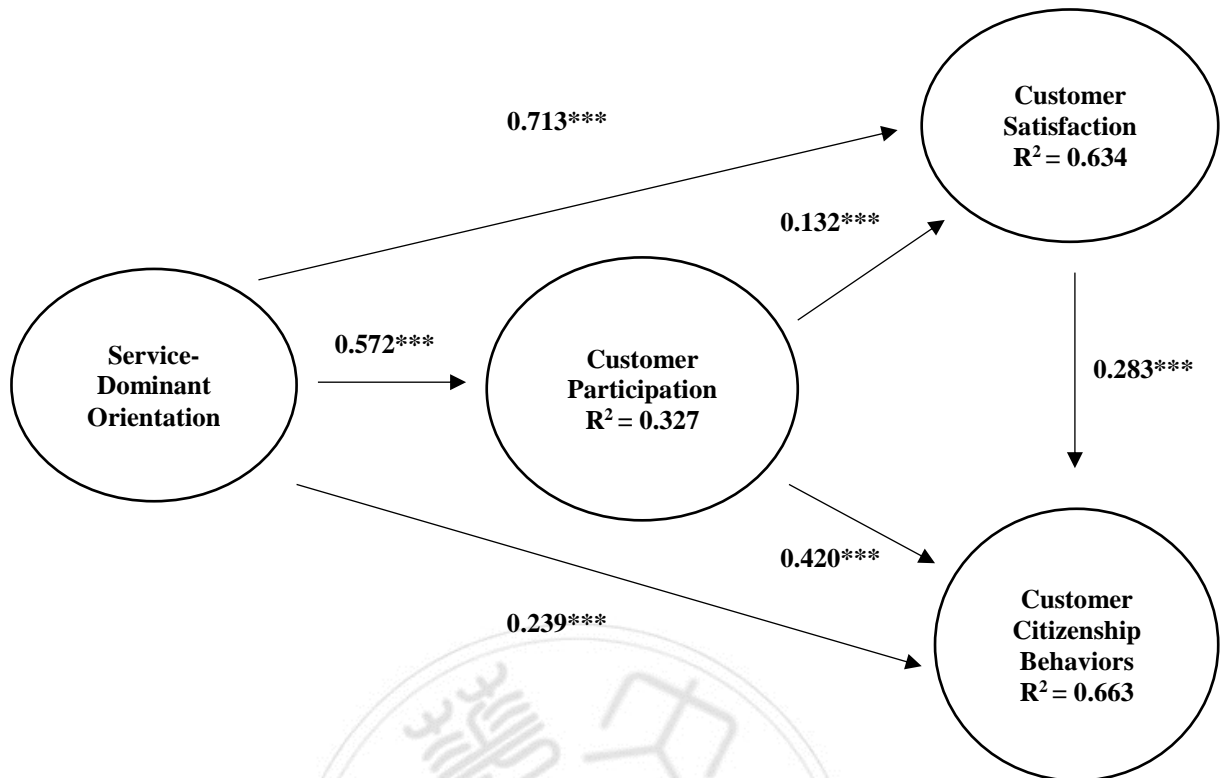 Customer
Satisfaction
R² = 0.634
0.713***
0.132***
Service-
Dominant
Orientation
0.572***
Customer
Participation
R² = 0.327
0.283***
0.420***
0.239***
Customer
Citizenship
Behaviors
R² = 0.663